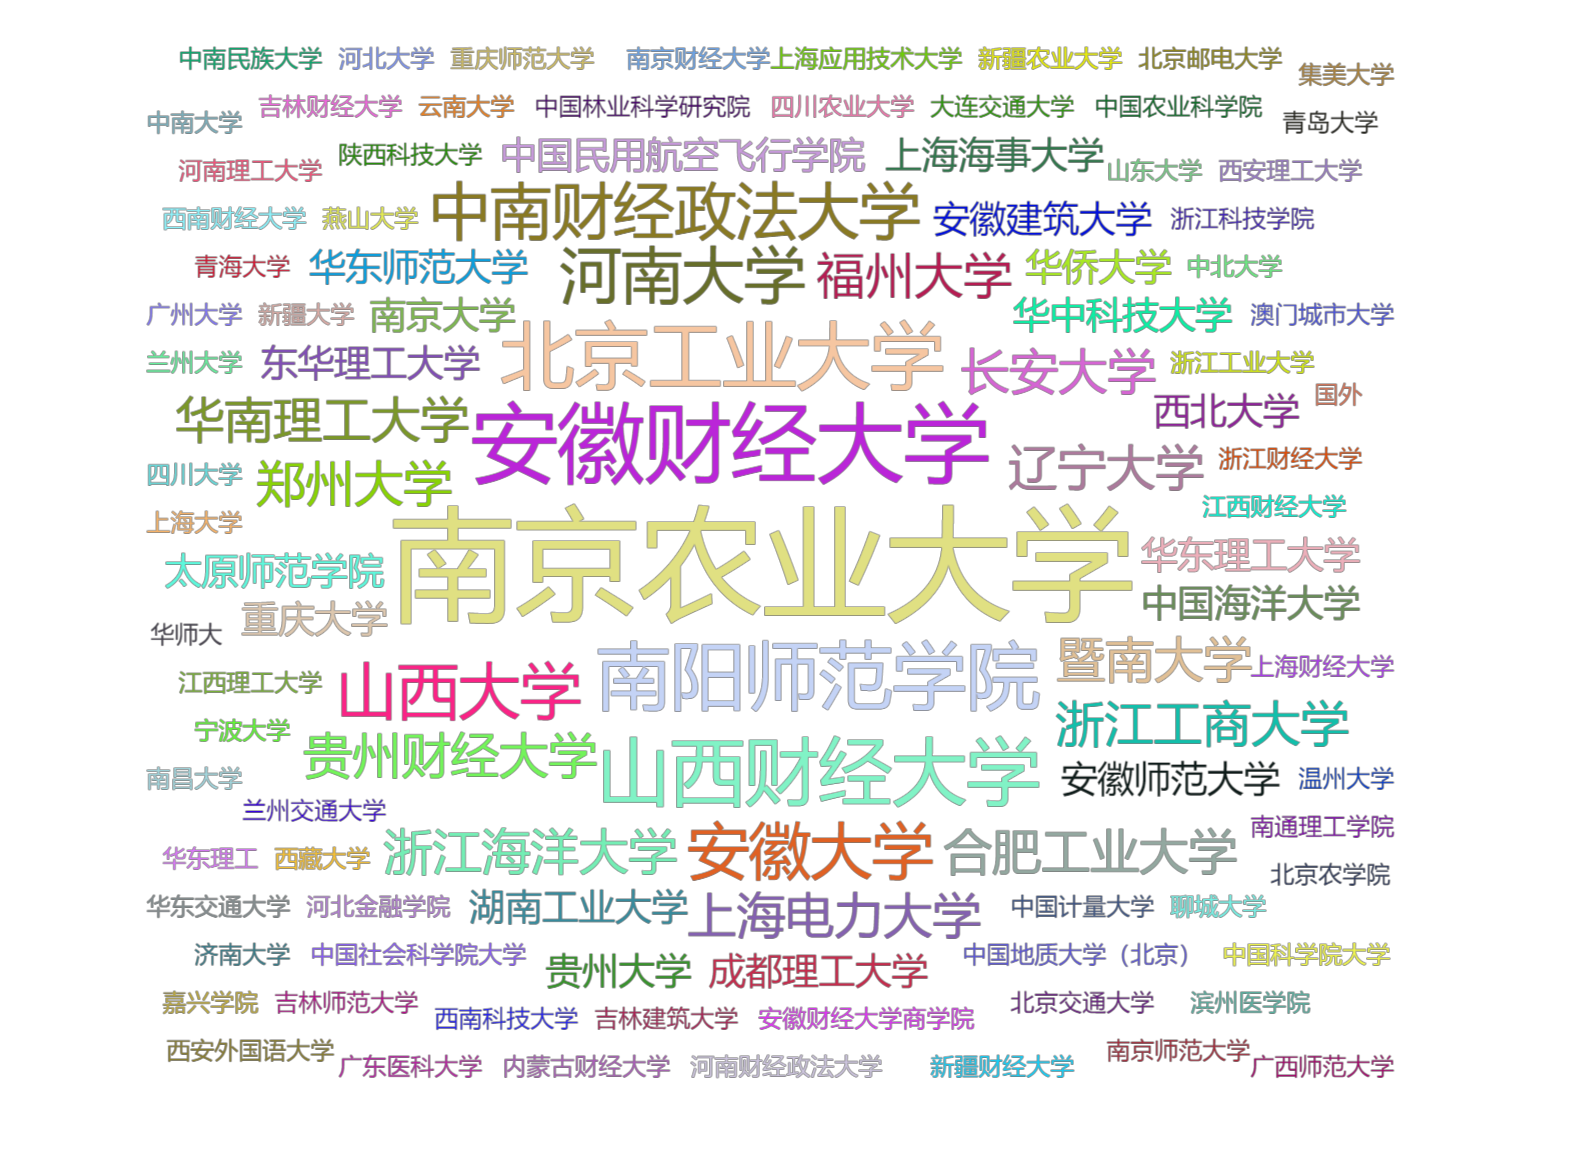 中南民族大学 河北大学 重庆师范大学 南京财经大学 上海应用技术大学 新疆农业大学 北京邮电大学 集美大学
中南大学 吉林财经大学 云南大学 中国林业科学研究院 四川农业大学 大连交通大学 中国农业科学院 青岛大学
河南理工大学 陕西科技大学 中国民用航空飞行学院 上海海事大学 山东大学 西安理工大学
西南财经大学 燕山大学 中南财经政法大学 安徽建筑大学 浙江科技学院
青海大学 华东师范大学 河南大学 福州大学 华侨大学 中北大学
广州大学 新疆大学 南京大学 华中科技大学 澳门城市大学
兰州大学 东华理工大学 北京工业大学 长安大学 浙江工业大学
国外
华南理工大学 安徽财经大学 西北大学
四川大学 郑州大学 辽宁大学 浙江财经大学
上海大学 江西财经大学
太原师范学院 南京农业大学 华东理工大学
华师大 重庆大学 中国海洋大学
江西理工大学 山西大学 南阳师范学院 暨南大学 上海财经大学
宁波大学 贵州财经大学 浙江工商大学
南昌大学 山西财经大学 安徽师范大学 温州大学
兰州交通大学 南通理工学院
华东理工 西藏大学 浙江海洋大学 安徽大学 合肥工业大学 北京农学院
华东交通大学 河北金融学院 湖南工业大学 上海电力大学 中国计量大学 聊城大学
济南大学 中国社会科学院大学 贵州大学 成都理工大学 中国地质大学（北京） 中国科学院大学
嘉兴学院 吉林师范大学 西南科技大学 吉林建筑大学 安徽财经大学商学院 北京交通大学 滨州医学院
西安外国语大学 广东医科大学 内蒙古财经大学 河南财经政法大学 新疆财经大学 南京师范大学 广西师范大学